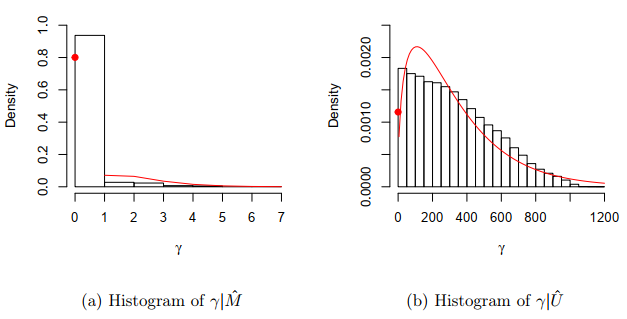 Density
0.0 0.2 0.4 0.6 0.8 1.0
0 1 2 3 4 5 6 7
γ
(a) Histogram of γ|M̂
Density
0.0000 0.0010 0.0020
0 200 400 600 800 1200
γ
(b) Histogram of γ|Û